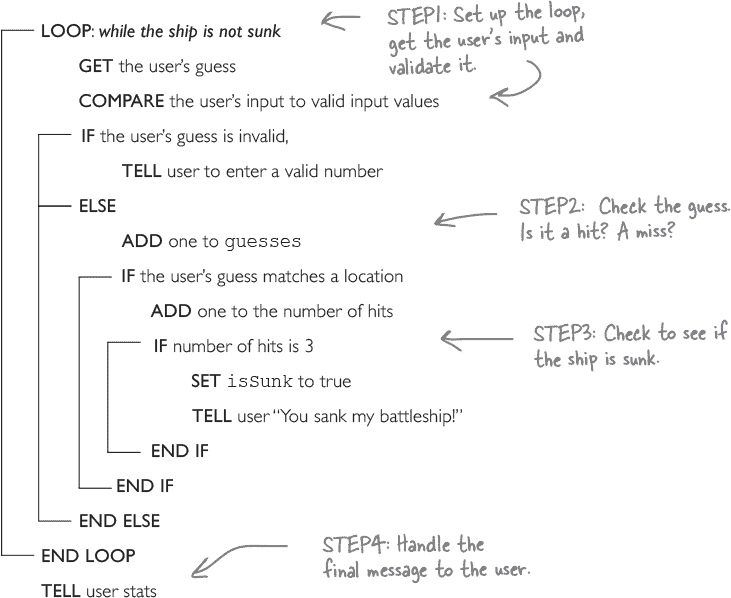 LOOP: while the ship is not sunk
GET the user's guess
COMPARE the user's input to valid input values
IF the user's guess is invalid,
TELL user to enter a valid number
ELSE
ADD one to guesses
IF the user's guess matches a location
ADD one to the number of hits
IF number of hits is 3
SET isSunk to true
TELL user “You sank my battleship!”
END IF
END IF
END ELSE
END LOOP
TELL user stats
STEP1: Set up the loop,
get the user's input and
validate it.
STEP2: Check the guess.
Is it a hit? A miss?
STEP3: Check to see if
the ship is sunk.
STEP4: Handle the
final message to the user.